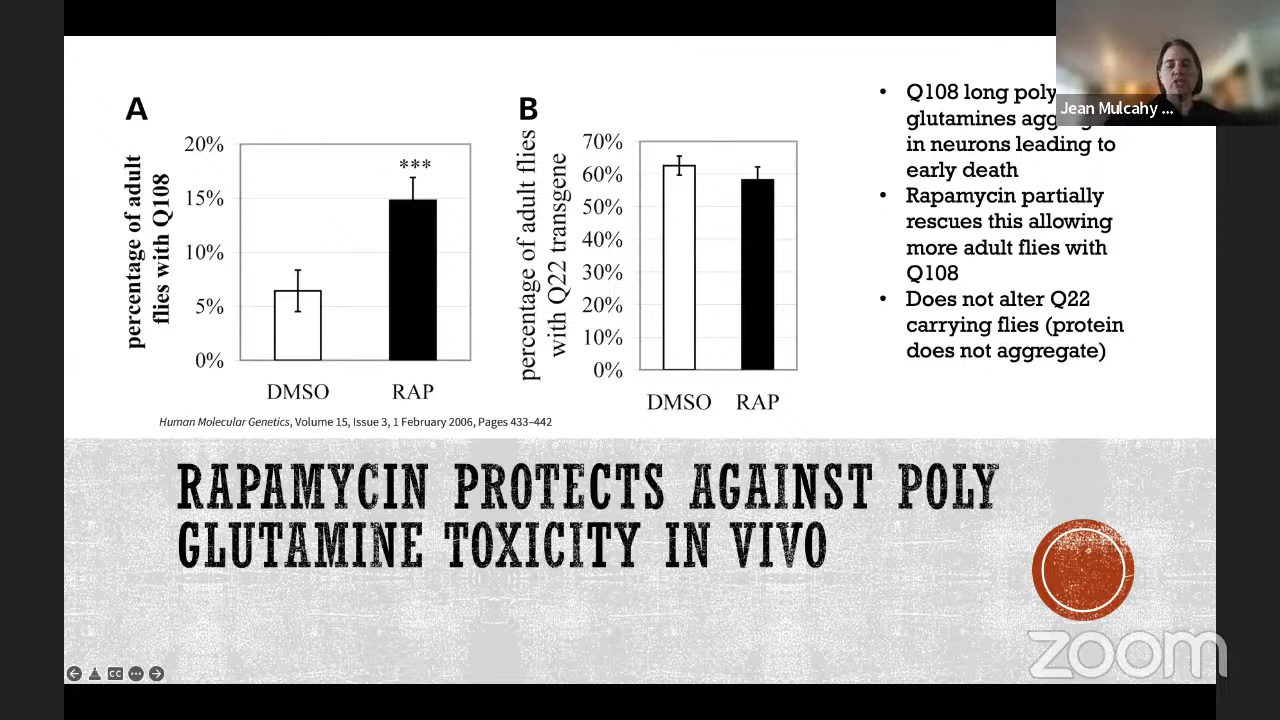 A
percentage of adult
flies with Q108
20%
15%
10%
5%
0%
***
DMSO RAP
B
percentage of adult flies
with Q22 transgene
70%
60%
50%
40%
30%
20%
10%
0%
DMSO RAP
Human Molecular Genetics, Volume 15, Issue 3, 1 February 2006, Pages 433–442
• Q108 long poly
glutamines
in neurons leading to
early death
• Rapamycin partially
rescues this allowing
more adult flies with
Q108
• Does not alter Q22
carrying flies (protein
does not aggregate)
Jean Mulcahy ...
RAPAMYCIN PROTECTS AGAINST POLY
GLUTAMINE TOXICITY IN VIVO
CC
zoom